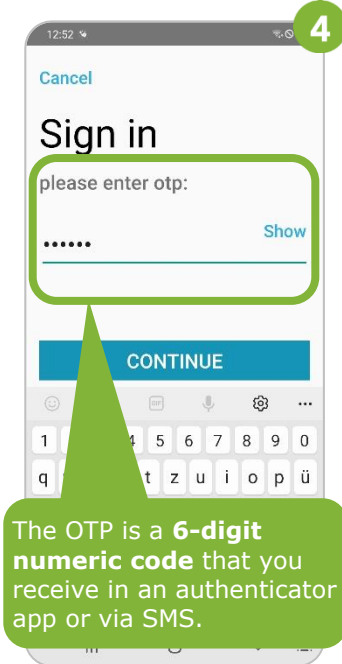 12:52
4
Cancel
Sign in
please enter otp:
......
Show
CONTINUE
GIF
1 4 5 6 7 8 9 0
q t z u i o p ü
The OTP is a 6-digit
numeric code that you
receive in an authenticator
app or via SMS.